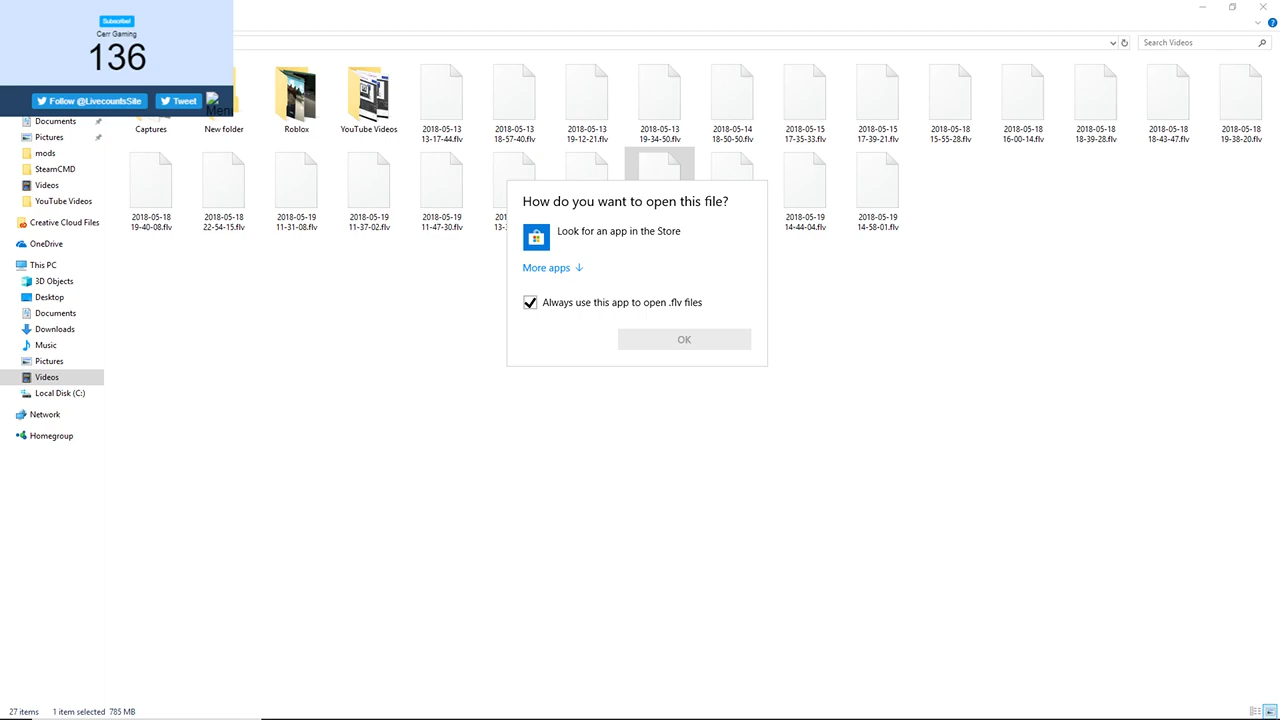 Subscribe!
Carr Gaming
136
Follow @LivecountsSite
Tweet
Menu
Search Videos
Captures
New folder
Roblox
YouTube Videos
2018-05-13
13-17-44.flv
2018-05-13
18-57-40.flv
2018-05-13
19-12-21.flv
2018-05-13
19-34-50.flv
2018-05-14
18-50-50.flv
2018-05-15
17-35-33.flv
2018-05-15
17-39-21.flv
2018-05-18
15-55-28.flv
2018-05-18
16-00-14.flv
2018-05-18
18-39-28.flv
2018-05-18
18-43-47.flv
2018-05-18
19-38-20.flv
2018-05-18
19-40-08.flv
2018-05-18
22-54-15.flv
2018-05-19
11-31-08.flv
2018-05-19
11-37-02.flv
2018-05-19
11-47-30.flv
2018-05-19
14-44-04.flv
2018-05-19
14-58-01.flv
Documents
Pictures
mods
SteamCMD
Videos
YouTube Videos
Creative Cloud Files
OneDrive
This PC
3D Objects
Desktop
Documents
Downloads
Music
Pictures
Videos
Local Disk (C:)
Network
Homegroup
How do you want to open this file?
Look for an app in the Store
More apps
Always use this app to open .flv files
OK
27 items 1 item selected 785 MB